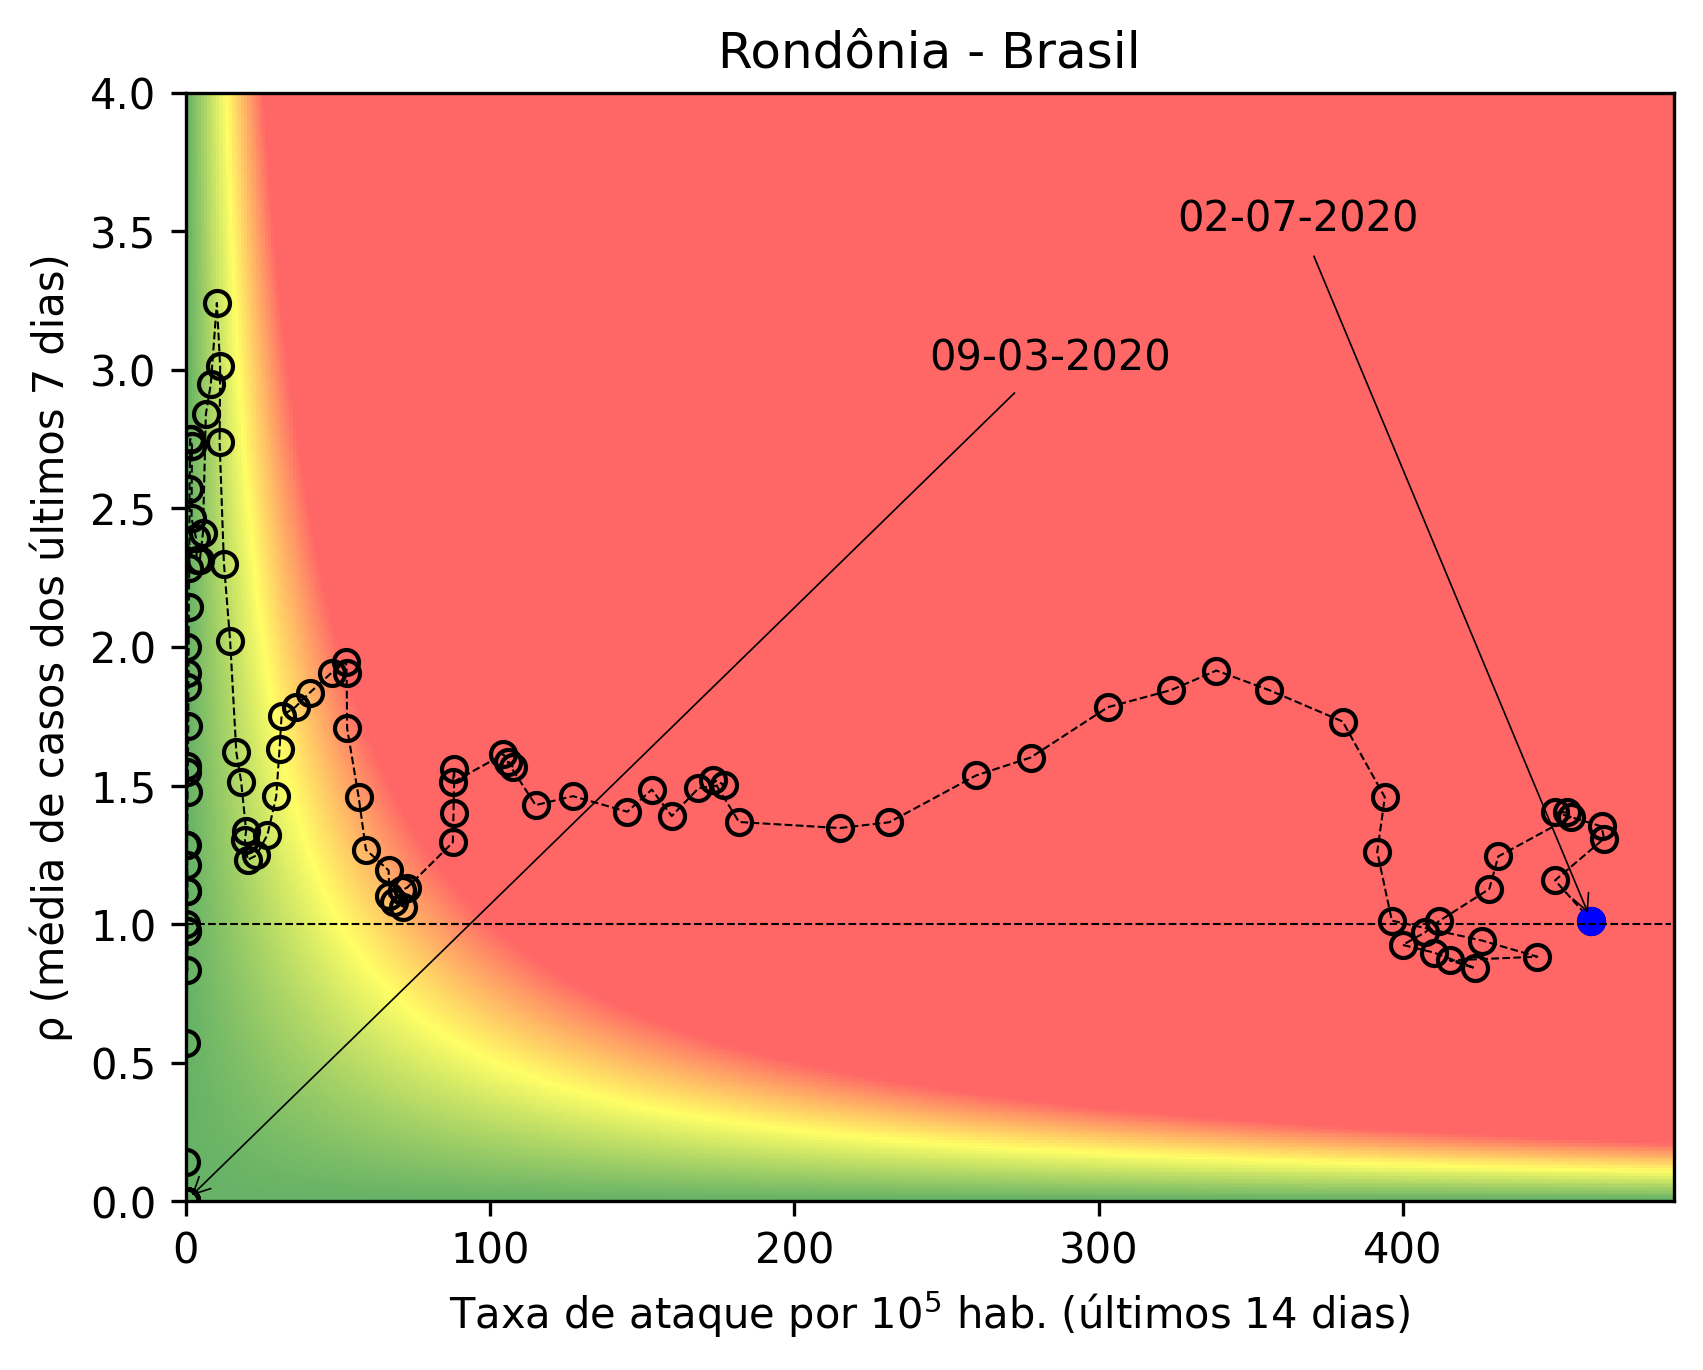 Rondônia - Brasil
4.0
3.5
3.0
2.5
2.0
1.5
1.0
0.5
0.0
ρ (média de casos dos últimos 7 dias)
02-07-2020
09-03-2020
0 100 200 300 400
Taxa de ataque por 10⁵ hab. (últimos 14 dias)